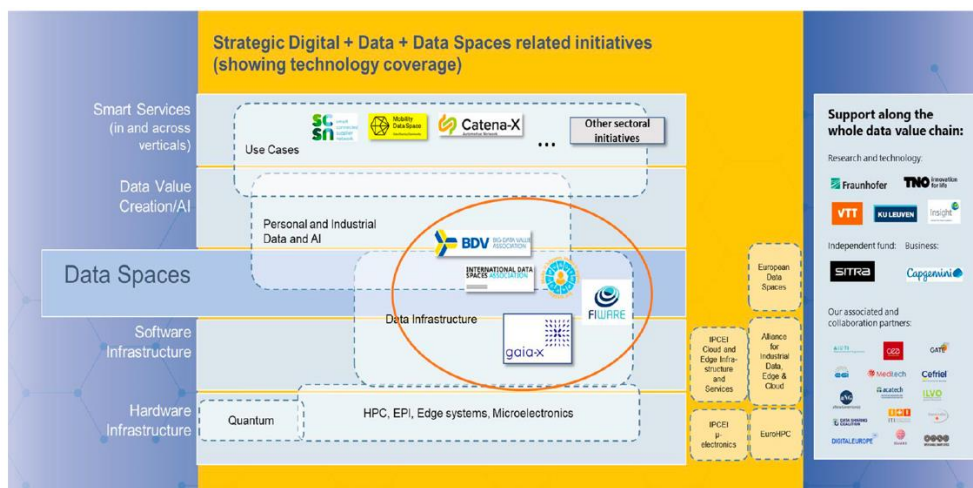 Strategic Digital + Data + Data Spaces related initiatives
(showing technology coverage)
Smart Services
(in and across
verticals)
Use Cases
Mobility
Data Space
Catena-X
...
Other sectoral
initiatives
Data Value
Creation/AI
Personal and Industrial
Data and AI
BDV BIG DATA VALUE
ASSOCIATION
Data Spaces
INTERNATIONAL DATA
SPACES ASSOCIATION
FIWARE
Data Infrastructure
gaia-x
Software
Infrastructure
Hardware
Infrastructure
Quantum
HPC, EPI, Edge systems, Microelectronics
European
Data
Spaces
IPCEI
Cloud and
Edge Infra-
structure
and
Services
Alliance
for
Industrial
Data,
Edge &
Cloud
IPCEI
µ-
electronics
EuroHPC
Support along the
whole data value chain:
Research and technology:
Fraunhofer
TNO innovation
for life
VTT
KU LEUVEN
Insight
Independent fund: Business:
SITRA
Capgemini
Our associated and
collaboration partners:
GATE
Meditech
Cefriel
acatech
ILVO
DIGITALEUROPE